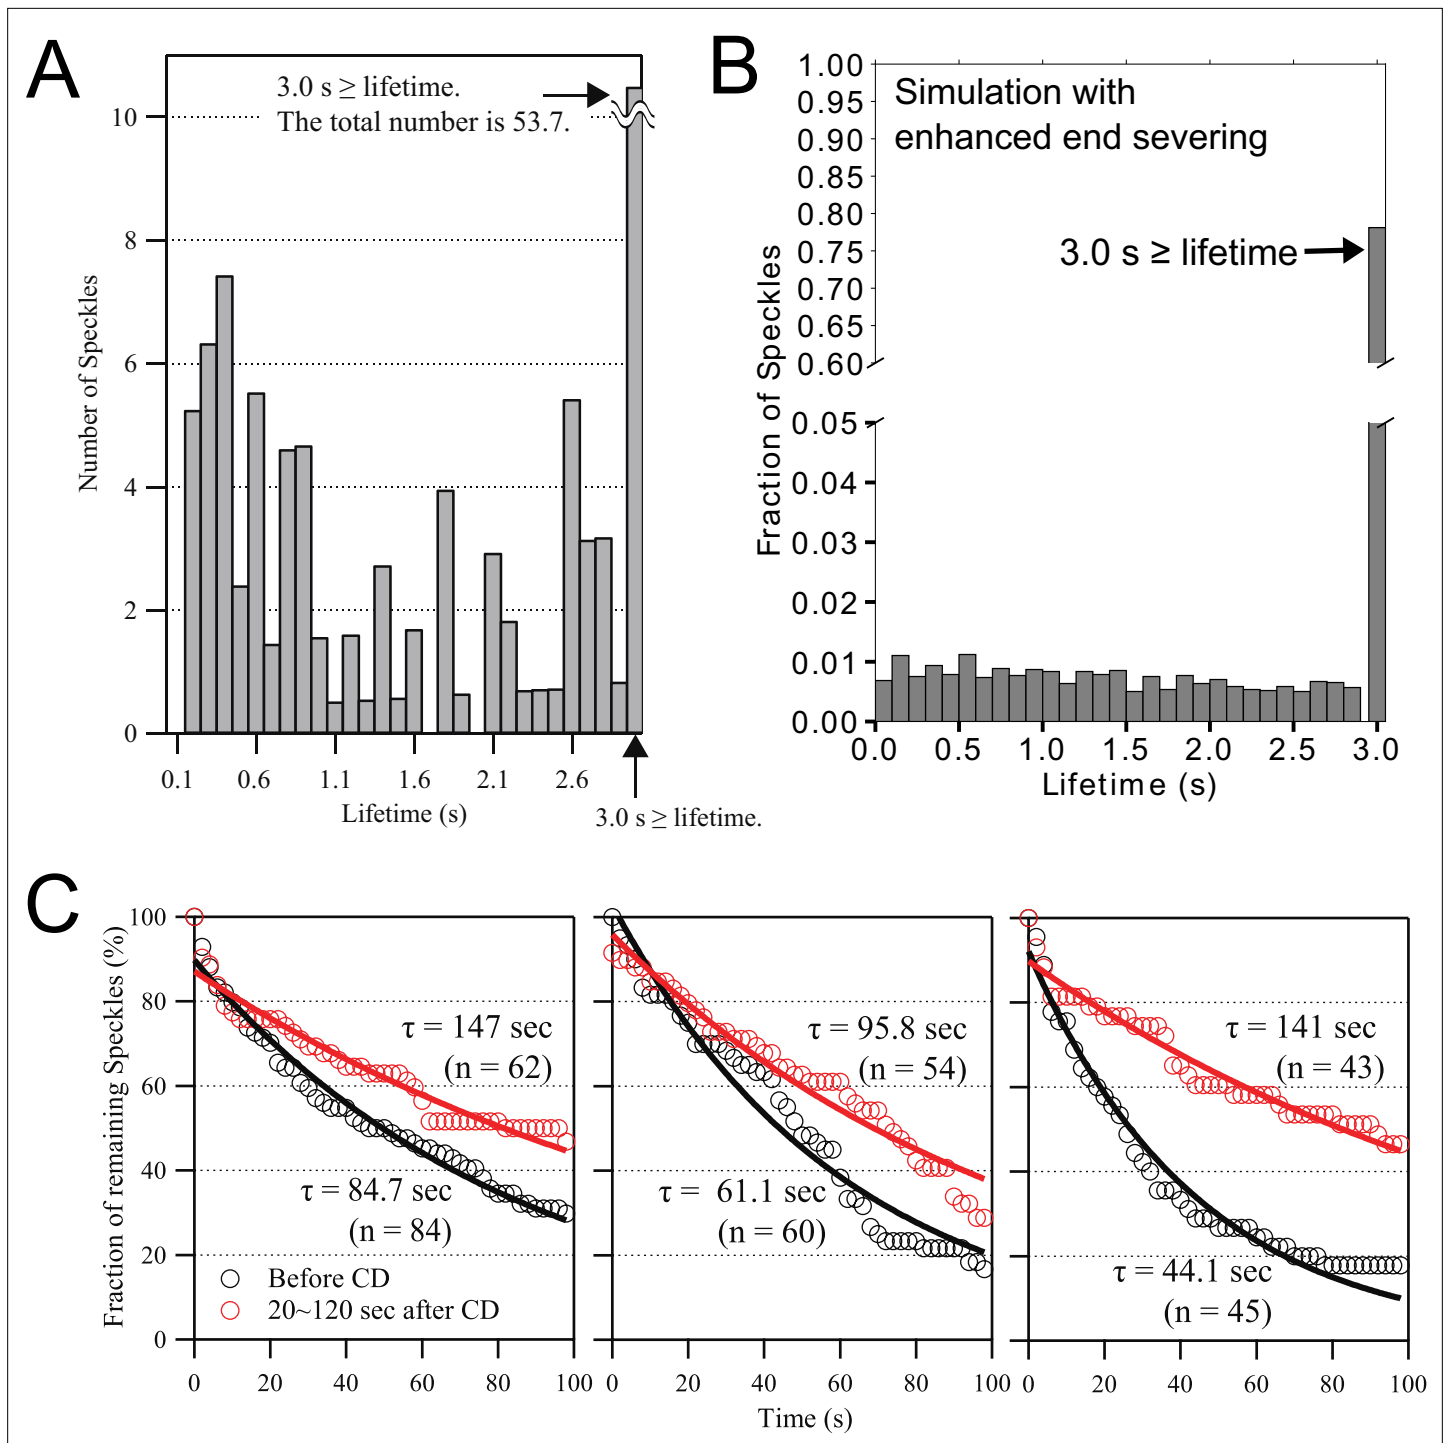 A
3.0 s ≥ lifetime.
The total number is 53.7.
Number of Speckles
10
8
6
4
2
0
0.1 0.6 1.1 1.6 2.1 2.6
Lifetime (s)
3.0 s ≥ lifetime.
B
Simulation with
enhanced end severing
3.0 s ≥ lifetime
Fraction of Speckles
1.00
0.95
0.90
0.85
0.80
0.75
0.70
0.65
0.60
0.05
0.04
0.03
0.02
0.01
0.00
0.0 0.5 1.0 1.5 2.0 2.5 3.0
Lifetime (s)
C
Fraction of remaining Speckles (%)
100
80
60
40
20
0
τ = 147 sec
(n = 62)
τ = 84.7 sec
(n = 84)
Before CD
20~120 sec after CD
0 20 40 60 80 100
τ = 95.8 sec
(n = 54)
τ = 61.1 sec
(n = 60)
0 20 40 60 80 100
τ = 141 sec
(n = 43)
τ = 44.1 sec
(n = 45)
0 20 40 60 80 100
Time (s)